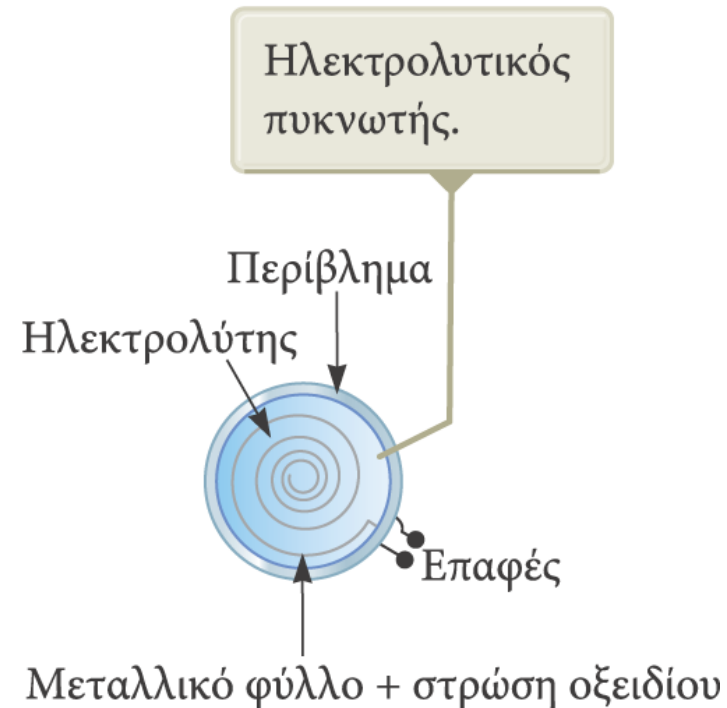 Ηλεκτρολυτικός
πυκνωτής.
Περίβλημα
Ηλεκτρολύτης
Επαφές
Μεταλλικό φύλλο + στρώση οξειδίου